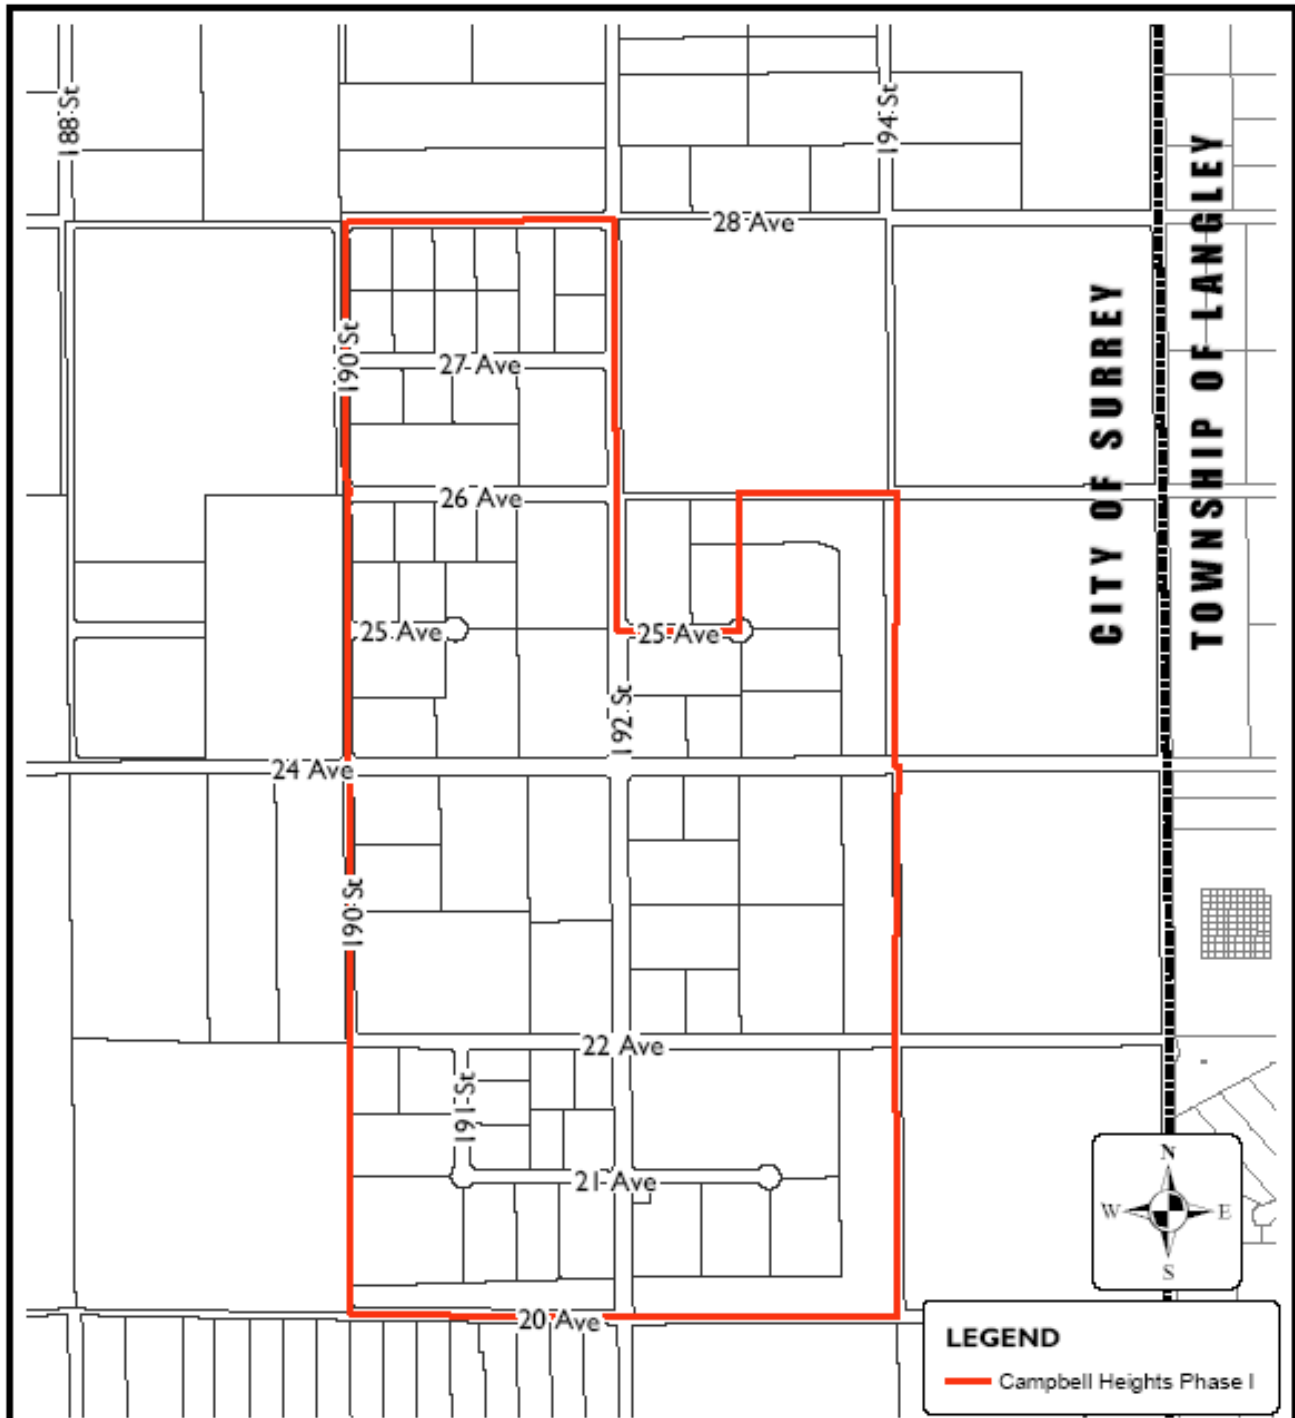 188 St
194 St
28 Ave
190 St
27 Ave
26 Ave
25 Ave
25 Ave
192 St
24 Ave
190 St
22 Ave
191 St
21 Ave
20 Ave
CITY OF SURREY
TOWNSHIP OF LANGLEY
N
W
E
S
LEGEND
Campbell Heights Phase I